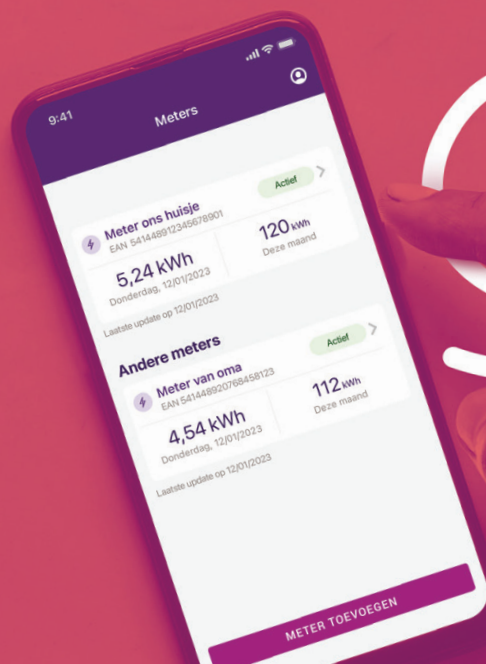 9:41
Meters
Meter ons huisje
Actief
EAN 541448912345678901
5,24 kWh
120 kWh
Donderdag, 12/01/2023
Deze maand
Laatste update op 12/01/2023
Andere meters
Meter van oma
Actief
EAN 541448920768458123
4,54 kWh
112 kWh
Donderdag, 12/01/2023
Deze maand
Laatste update op 12/01/2023
METER TOEVOEGEN